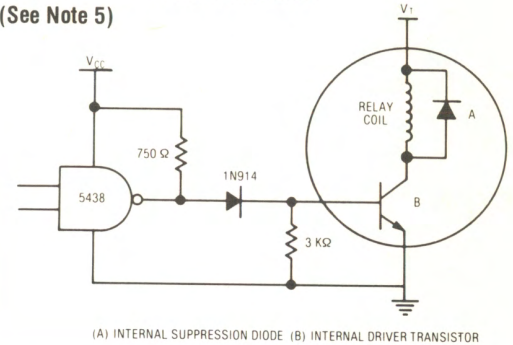 (See Note 5)
VT
VCC
RELAY
COIL
A
750 Ω
1N914
5438
B
3 KΩ
(A) INTERNAL SUPPRESSION DIODE (B) INTERNAL DRIVER TRANSISTOR